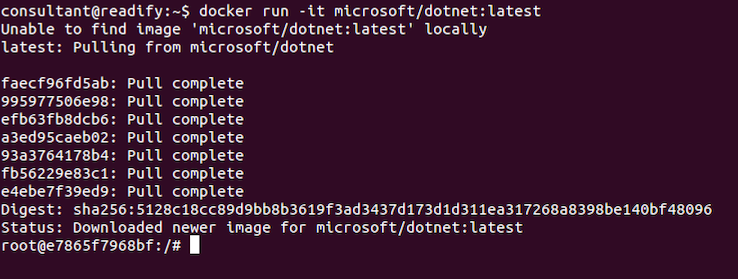 consultant@readify:~$ docker run -it microsoft/dotnet:latest
Unable to find image 'microsoft/dotnet:latest' locally
latest: Pulling from microsoft/dotnet
faecf96fd5ab: Pull complete
995977506e98: Pull complete
efb63fb8dcb6: Pull complete
a3ed95caeb02: Pull complete
93a3764178b4: Pull complete
fb56229e83c1: Pull complete
e4ebe7f39ed9: Pull complete
Digest: sha256:5128c18cc89d9bb8b3619f3ad3437d173d1d311ea317268a8398be140bf48096
Status: Downloaded newer image for microsoft/dotnet:latest
root@e7865f7968bf:/#